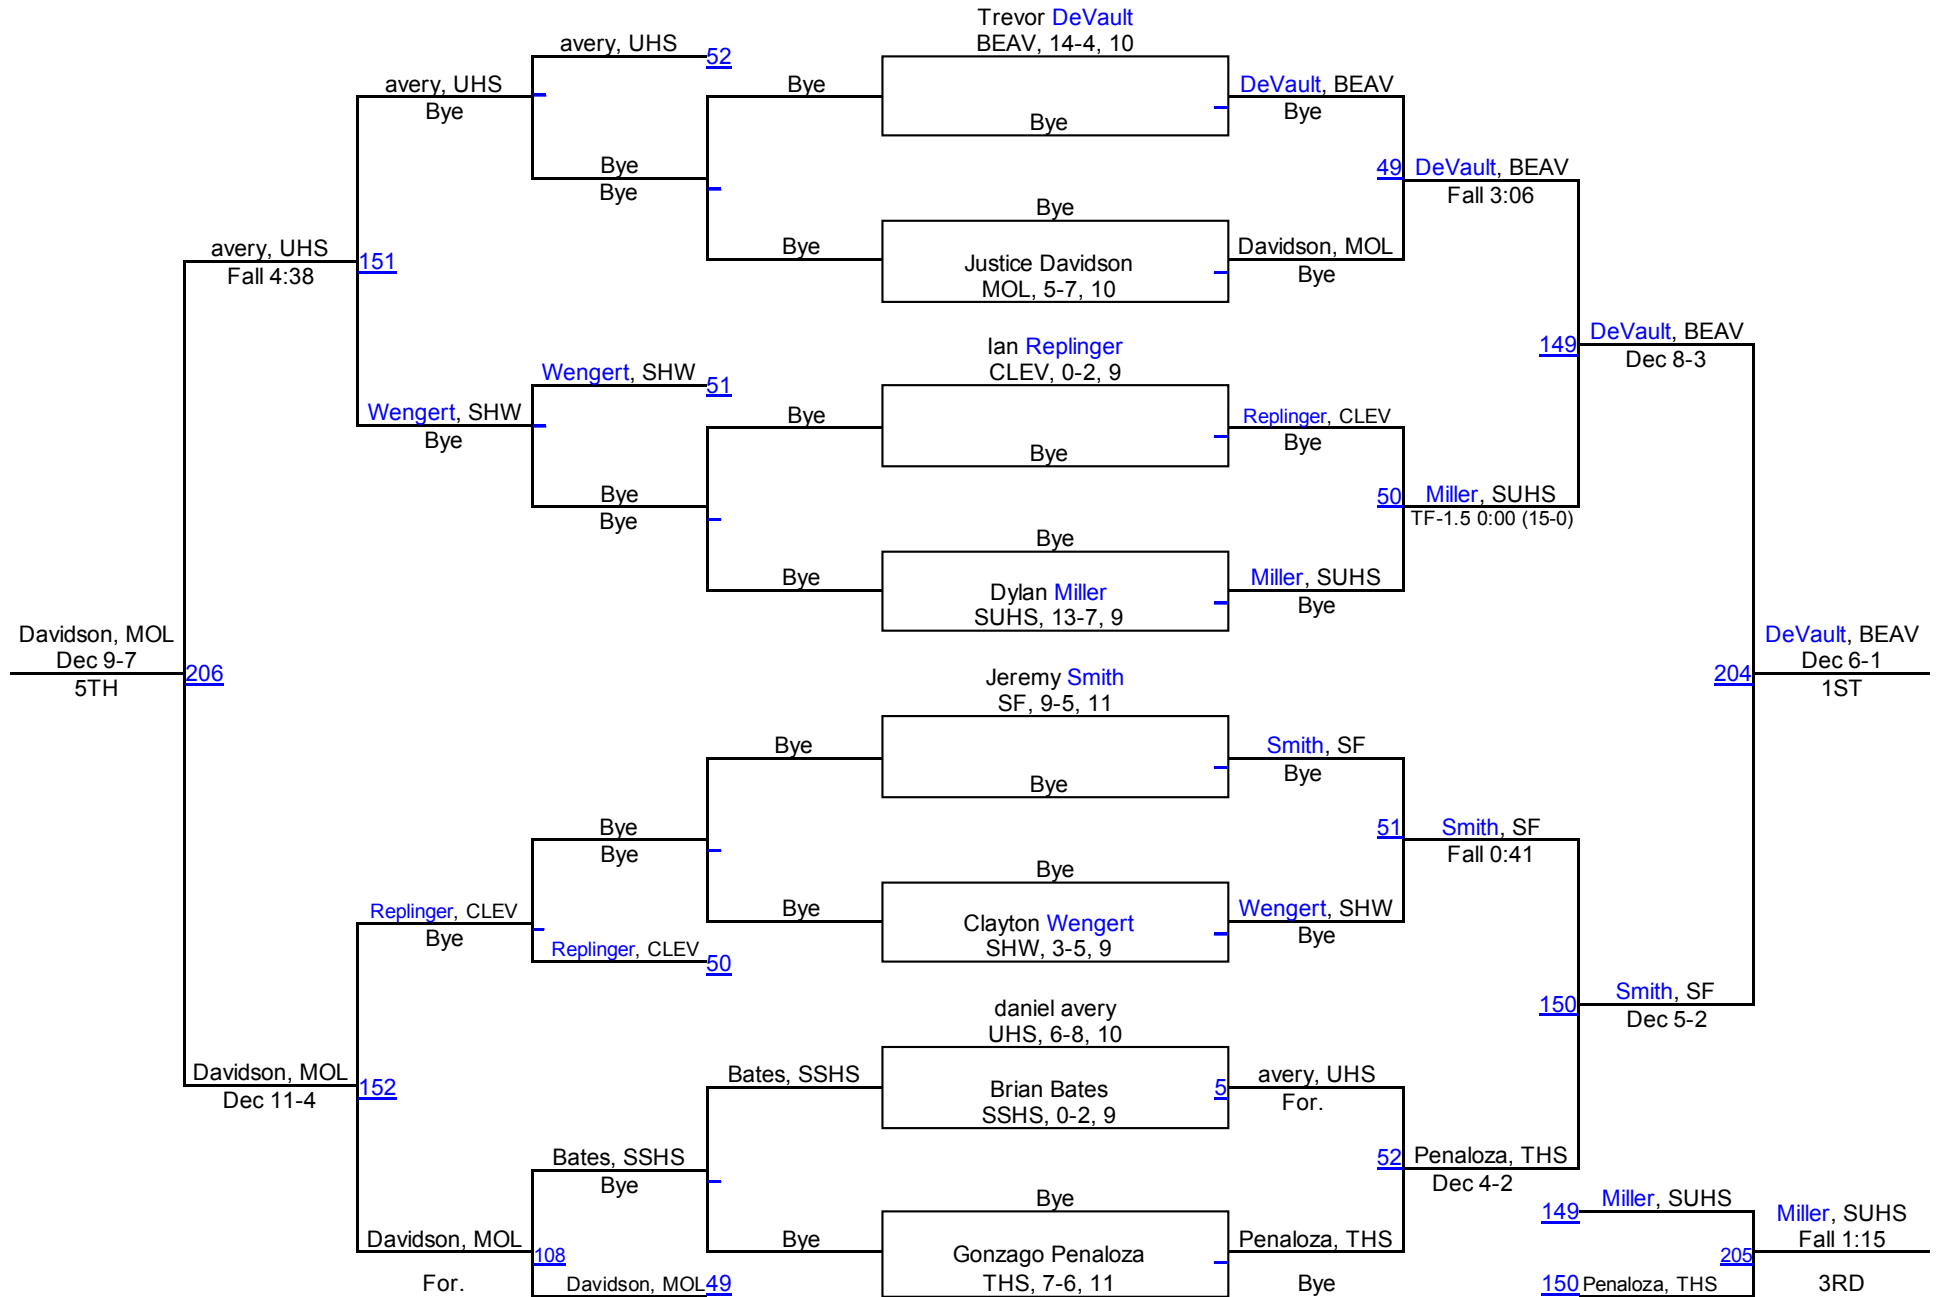 Trevor DeVault
BEAV, 14-4, 10
Bye
Bye
Justice Davidson
MOL, 5-7, 10
Ian Replinger
CLEV, 0-2, 9
Bye
Bye
Dylan Miller
SUHS, 13-7, 9
Jeremy Smith
SF, 9-5, 11
Bye
Bye
Clayton Wengert
SHW, 3-5, 9
daniel avery
UHS, 6-8, 10
Brian Bates
SSHS, 0-2, 9
5
Bye
Gonzago Penaloza
THS, 7-6, 11
DeVault, BEAV
Bye
Davidson, MOL
Bye
Replinger, CLEV
Bye
Miller, SUHS
Bye
Smith, SF
Bye
Wengert, SHW
Bye
avery, UHS
For.
Penaloza, THS
Bye
49
DeVault, BEAV
Fall 3:06
50
Miller, SUHS
TF-1.5 0:00 (15-0)
51
Smith, SF
Fall 0:41
52
Penaloza, THS
Dec 4-2
149
DeVault, BEAV
Dec 8-3
150
Smith, SF
Dec 5-2
204
DeVault, BEAV
Dec 6-1
1ST
149
Miller, SUHS
150
Penaloza, THS
205
Miller, SUHS
Fall 1:15
3RD
Bye
Bye
Bye
Bye
Bye
Bye
Bates, SSHS
Bye
avery, UHS
52
Bye
Bye
Wengert, SHW
51
Bye
Bye
Bye
Bye
Replinger, CLEV
50
Bates, SSHS
Bye
Davidson, MOL
49
avery, UHS
Bye
Wengert, SHW
Bye
Replinger, CLEV
Bye
Davidson, MOL
108
For.
avery, UHS
Fall 4:38
151
Davidson, MOL
Dec 11-4
152
Davidson, MOL
Dec 9-7
5TH
206